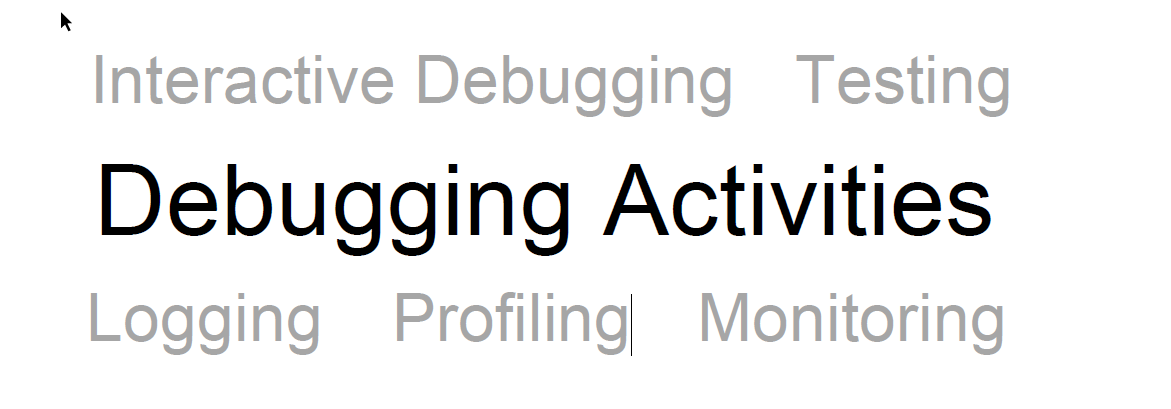 Interactive Debugging Testing
Debugging Activities
Logging Profiling Monitoring